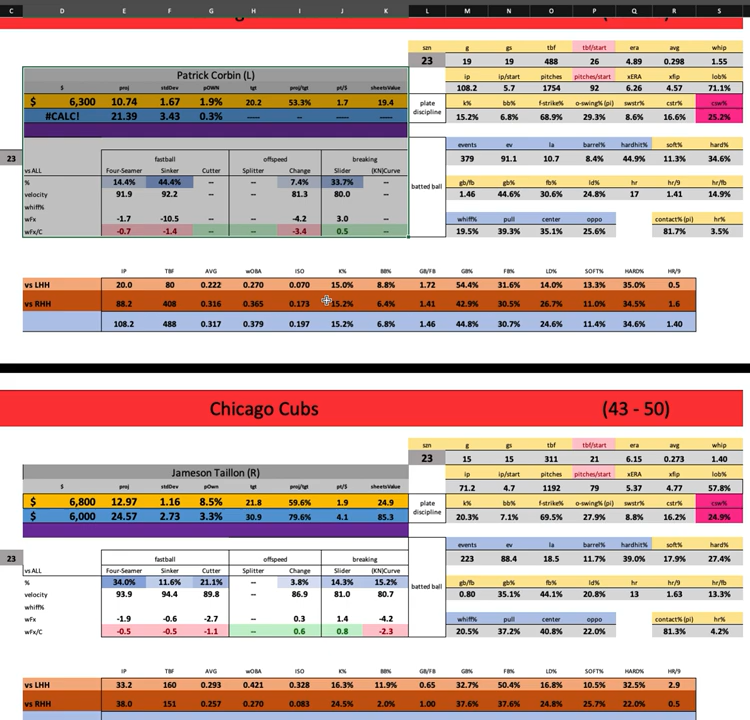 C D E F G H I J K L M N O P Q R S
szn g gs tbf tbf/start era avg whip
23 19 19 488 26 4.89 0.298 1.55
Patrick Corbin (L) ip ip/start pitches pitches/start xERA xfip lob%
$ proj stdDev pOWN tgt proj/tgt pt/$ sheetsValue 108.2 5.7 1754 92 6.26 4.57 71.1%
$ 6,300 10.74 1.67 1.9% 20.2 53.3% 1.7 19.4 plate discipline k% bb% f-strike% o-swing% (pi) swstr% cstr% csw%
#CALC! 21.39 3.43 0.3% ---- ---- ---- ---- 15.2% 6.8% 68.9% 29.3% 8.6% 16.6% 25.2%
events ev la barrel% hardhit% soft% hard%
23 fastball offspeed breaking 379 91.1 10.7 8.4% 44.9% 11.3% 34.6%
vs ALL Four-Seamer Sinker Cutter Splitter Change Slider (KN)Curve
% 14.4% 44.4% -- -- 7.4% 33.7% -- batted ball gb/fb gb% fb% ld% hr hr/9 hr/fb
velocity 91.9 92.2 -- -- 81.3 80.0 -- 1.46 44.6% 30.6% 24.8% 17 1.41 14.9%
whiff%
wFx -1.7 -10.5 -- -- -4.2 3.0 -- whiff% pull center oppo contact% (pi) hr%
wFx/C -0.7 -1.4 -- -- -3.4 0.5 -- 19.5% 39.3% 35.1% 25.6% 81.7% 3.5%
IP TBF AVG wOBA ISO K% BB% GB/FB GB% FB% LD% SOFT% HARD% HR/9
vs LHH 20.0 80 0.222 0.270 0.070 15.0% 8.8% 1.72 54.4% 31.6% 14.0% 13.3% 35.0% 0.5
vs RHH 88.2 408 0.316 0.365 0.173 15.2% 6.4% 1.41 42.9% 30.5% 26.7% 11.0% 34.5% 1.6
108.2 488 0.317 0.379 0.197 15.2% 6.8% 1.46 44.8% 30.7% 24.6% 11.4% 34.6% 1.40
Chicago Cubs (43 - 50)
szn g gs tbf tbf/start era avg whip
23 15 15 311 21 6.15 0.273 1.40
Jameson Taillon (R) ip ip/start pitches pitches/start xERA xfip lob%
$ proj stdDev pOwn tgt proj/tgt pt/$ sheetsValue 71.2 4.7 1192 79 5.37 4.77 57.8%
$ 6,800 12.97 1.16 8.5% 21.8 59.6% 1.9 24.9 plate discipline k% bb% f-strike% o-swing% (pi) swstr% cstr% csw%
$ 6,000 24.57 2.73 3.3% 30.9 79.6% 4.1 85.3 20.3% 7.1% 69.5% 27.9% 8.8% 16.2% 24.9%
events ev la barrel% hardhit% soft% hard%
23 fastball offspeed breaking 223 88.4 18.5 11.7% 39.0% 17.9% 27.4%
vs ALL Four-Seamer Sinker Cutter Splitter Change Slider (KN)Curve
% 34.0% 11.6% 21.1% -- 3.8% 14.3% 15.2% batted ball gb/fb gb% fb% ld% hr hr/9 hr/fb
velocity 93.9 94.4 89.8 -- 86.9 81.0 80.7 0.80 35.1% 44.1% 20.8% 13 1.63 13.3%
whiff%
wFx -1.9 -0.6 -2.7 -- 0.3 1.4 -4.2 whiff% pull center oppo contact% (pi) hr%
wFx/C -0.5 -0.5 -1.1 -- 0.6 0.8 -2.3 20.5% 37.2% 40.8% 22.0% 81.3% 4.2%
IP TBF AVG wOBA ISO K% BB% GB/FB GB% FB% LD% SOFT% HARD% HR/9
vs LHH 33.2 160 0.293 0.421 0.328 16.3% 11.9% 0.65 32.7% 50.4% 16.8% 10.5% 32.5% 2.9
vs RHH 38.0 151 0.257 0.270 0.083 24.5% 2.0% 1.00 37.6% 37.6% 24.8% 25.7% 22.0% 0.5